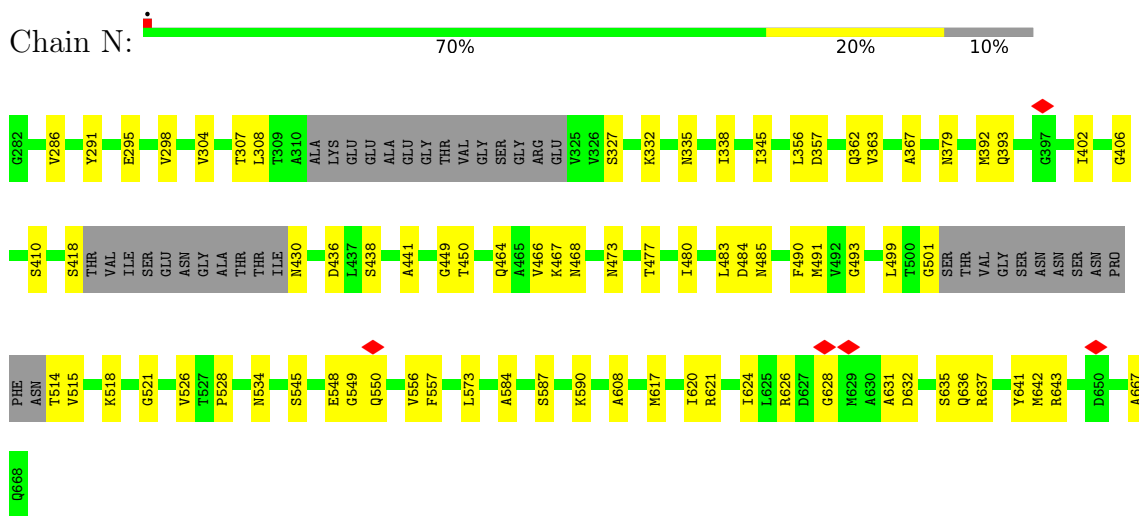 Chain N: • 70% 20% 10%
G282 V286 Y291 E295 V298 V304 T307 L308 T309 A310 ALA LYS GLU GLU ALA GLU GLY THR VAL GLY SER GLY ARG GLU V325 V326 S327 K332 N335 I338 I345 L356 D357 Q362 V363 A367 N379 M392 Q393 G397 I402 G406
S410 S418 THR VAL ILE SER GLU ASN GLY ALA THR THR ILE N430 D436 L437 S438 A441 G449 T450 Q464 A465 V466 K467 N468 N473 T477 I480 L483 D484 N485 F490 M491 V492 G493 L499 T500 G501 SER THR VAL GLY SER ASN ASN SER ASN PRO
PHE ASN T514 V515 K518 G521 V526 T527 P528 N534 S545 E548 G549 Q550 V556 F557 L573 A584 S587 K590 A608 M617 I620 R621 I624 L625 R626 D627 G628 M629 A630 A631 D632 S635 Q636 R637 Y641 M642 R643 D650 A667
Q668